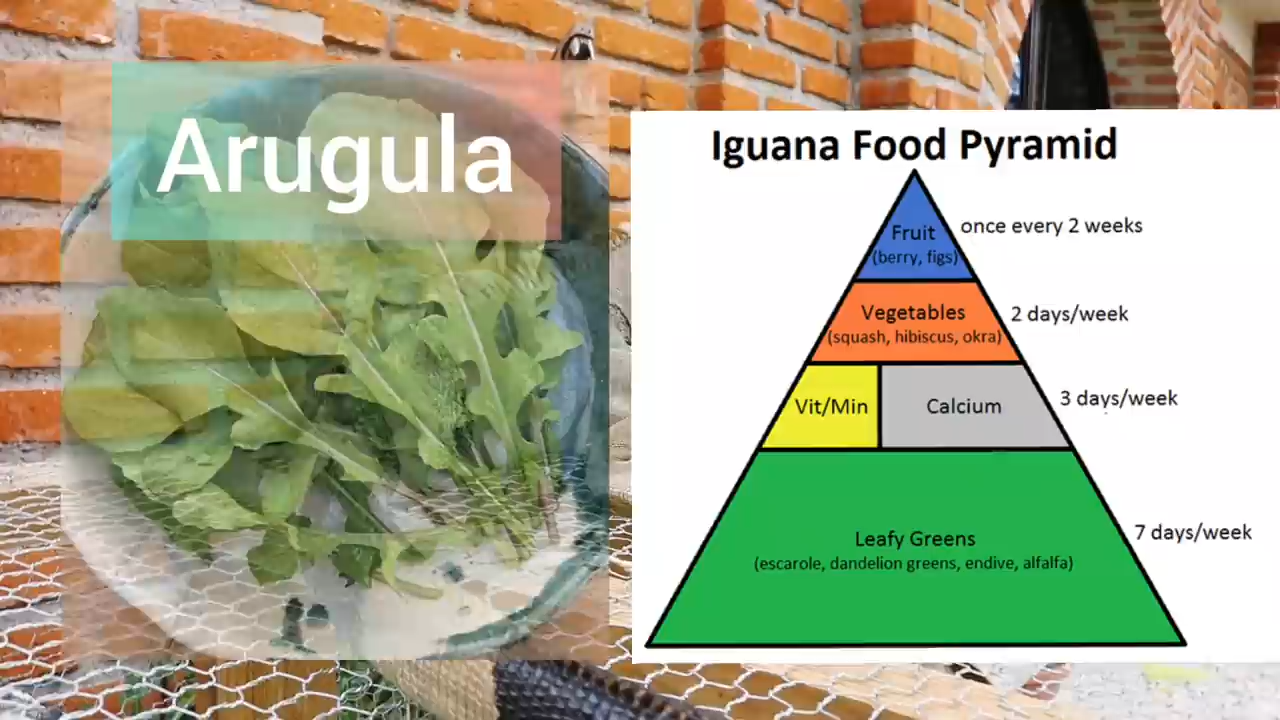 Arugula
Iguana Food Pyramid
Fruit
(berry, figs)
once every 2 weeks
Vegetables
(squash, hibiscus, okra)
2 days/week
Vit/Min
Calcium
3 days/week
Leafy Greens
(escarole, dandelion greens, endive, alfalfa)
7 days/week